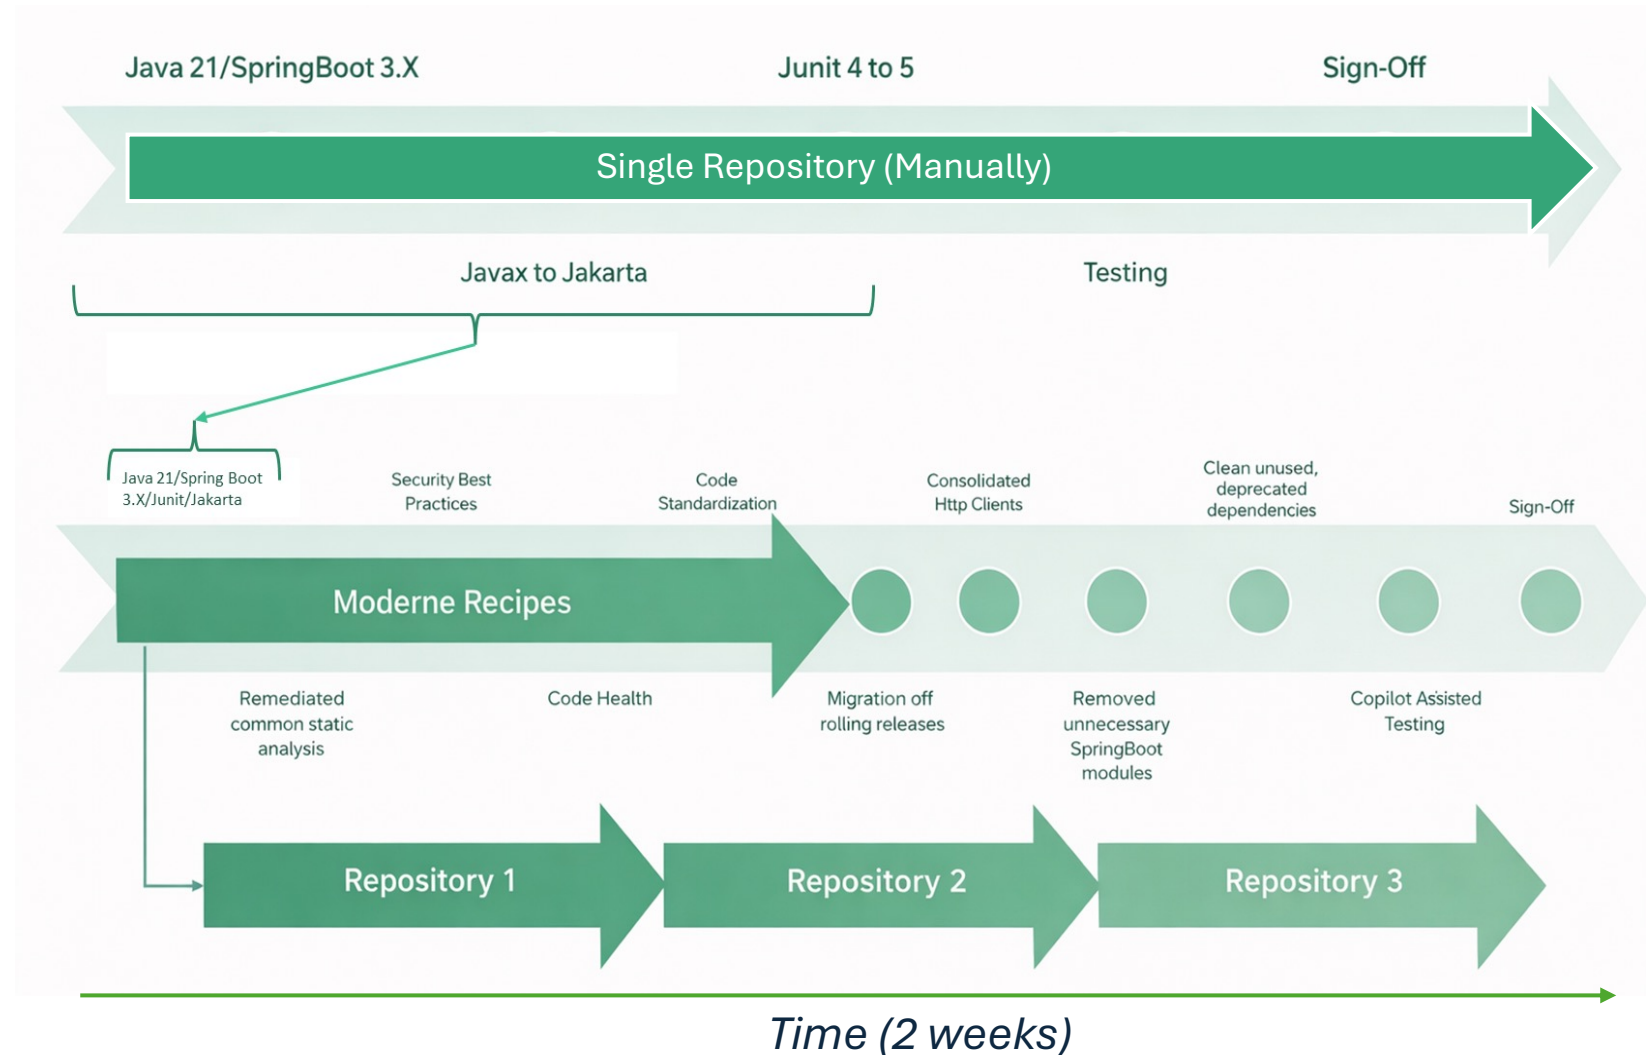 Java 21/SpringBoot 3.X
Junit 4 to 5
Sign-Off
Single Repository (Manually)
Javax to Jakarta
Testing
Java 21/Spring Boot
3.X/Junit/Jakarta
Security Best
Practices
Code
Standardization
Consolidated
Http Clients
Clean unused,
deprecated
dependencies
Sign-Off
Moderne Recipes
Remediated
common static
analysis
Code Health
Migration off
rolling releases
Removed
unnecessary
SpringBoot
modules
Copilot Assisted
Testing
Repository 1
Repository 2
Repository 3
Time (2 weeks)